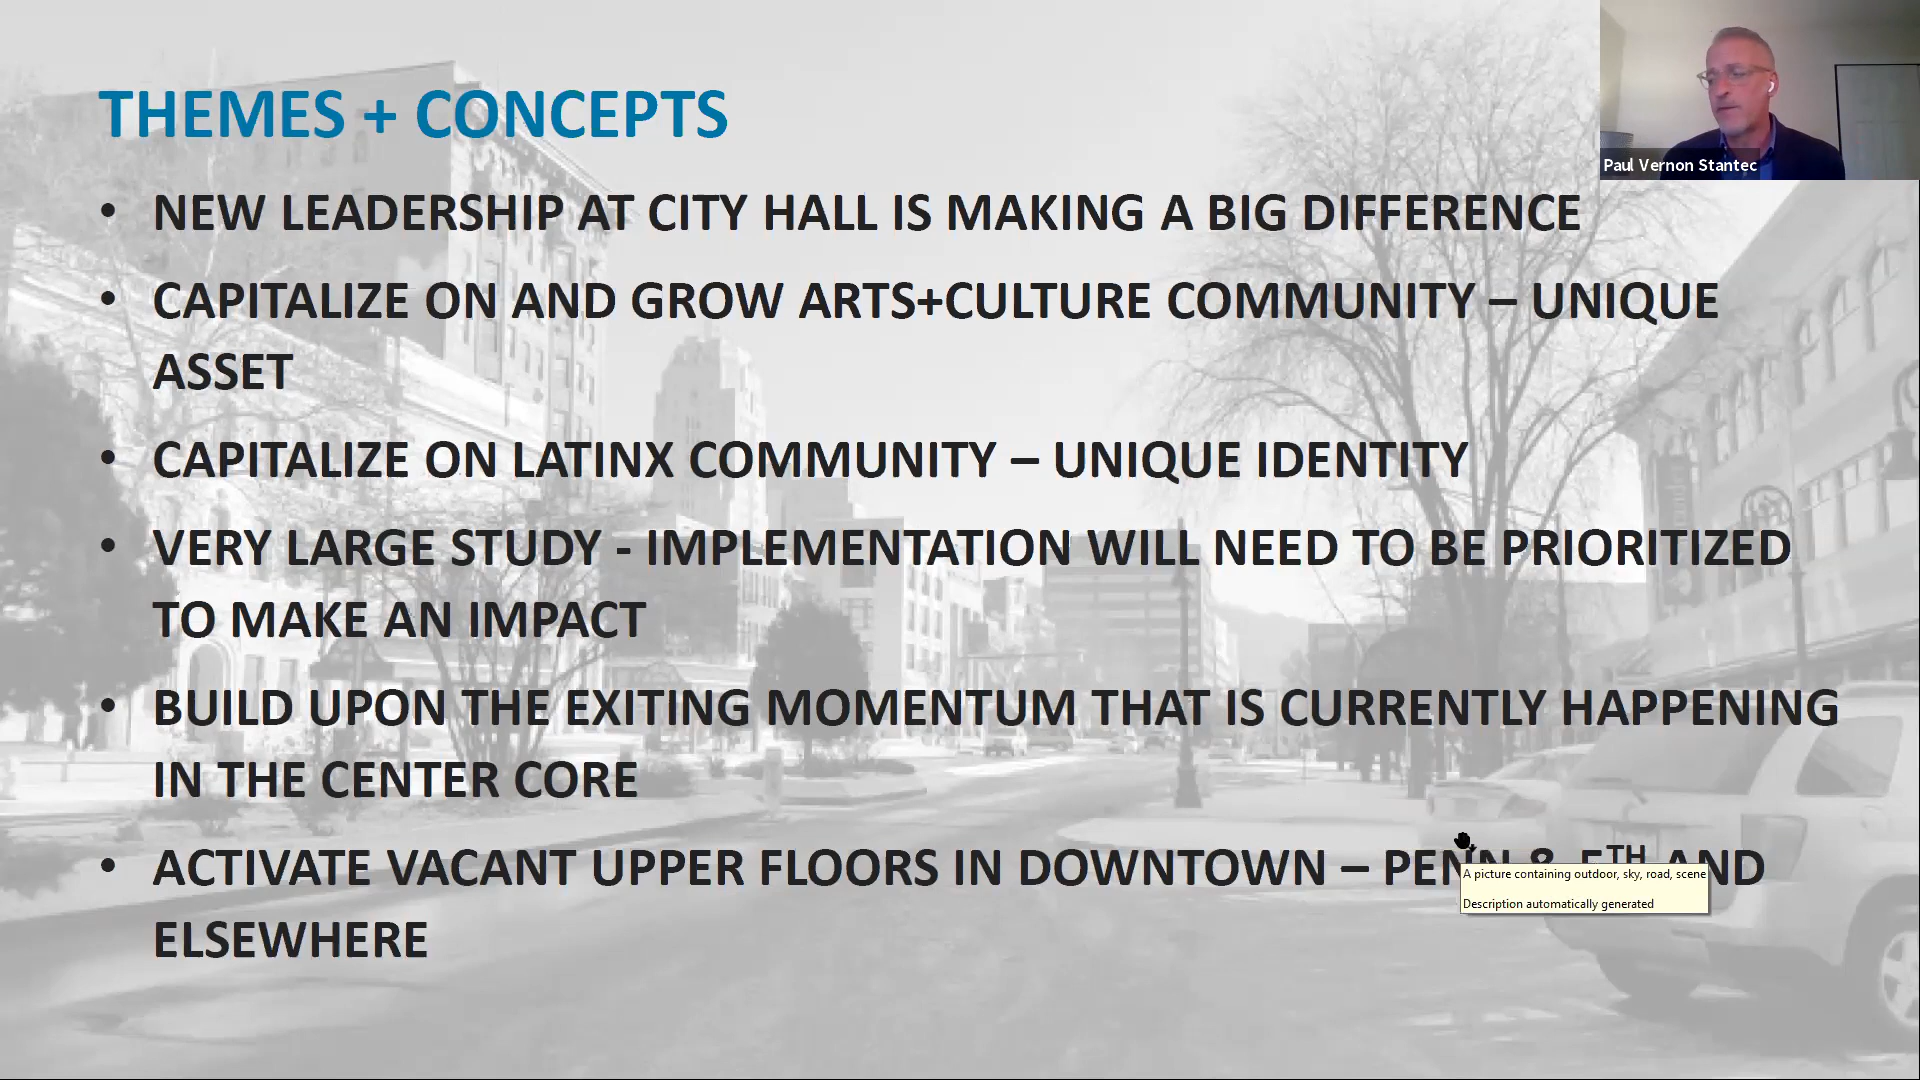 THEMES + CONCEPTS
Paul Vernon Stantec
• NEW LEADERSHIP AT CITY HALL IS MAKING A BIG DIFFERENCE
• CAPITALIZE ON AND GROW ARTS+CULTURE COMMUNITY – UNIQUE
ASSET
• CAPITALIZE ON LATINX COMMUNITY – UNIQUE IDENTITY
• VERY LARGE STUDY - IMPLEMENTATION WILL NEED TO BE PRIORITIZED
TO MAKE AN IMPACT
• BUILD UPON THE EXITING MOMENTUM THAT IS CURRENTLY HAPPENING
IN THE CENTER CORE
• ACTIVATE VACANT UPPER FLOORS IN DOWNTOWN – PENN & 5TH AND
ELSEWHERE
A picture containing outdoor, sky, road, scene
Description automatically generated